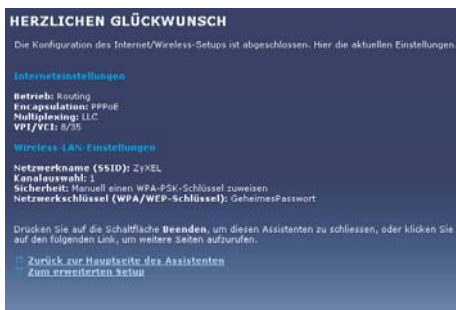 HERZLICHEN GLÜCKWUNSCH
Die Konfiguration des Internet/Wireless-Setups ist abgeschlossen. Hier die aktuellen Einstellungen.
Interneteinstellungen
Betrieb: Routing
Encapsulation: PPPoE
Multiplexing: LLC
VPI/VCI: 8/35
Wireless-LAN-Einstellungen
Netzwerkname (SSID): ZyXEL
Kanalauswahl: 1
Sicherheit: Manuell einen WPA-PSK-Schlüssel zuweisen
Netzwerkschlüssel (WPA/WEP-Schlüssel): GeheimesPasswort
Drücken Sie auf die Schaltfläche Beenden, um diesen Assistenten zu schliessen, oder klicken Sie
auf den folgenden Link, um weitere Seiten aufzurufen.
Zurück zur Hauptseite des Assistenten
Zum erweiterten Setup